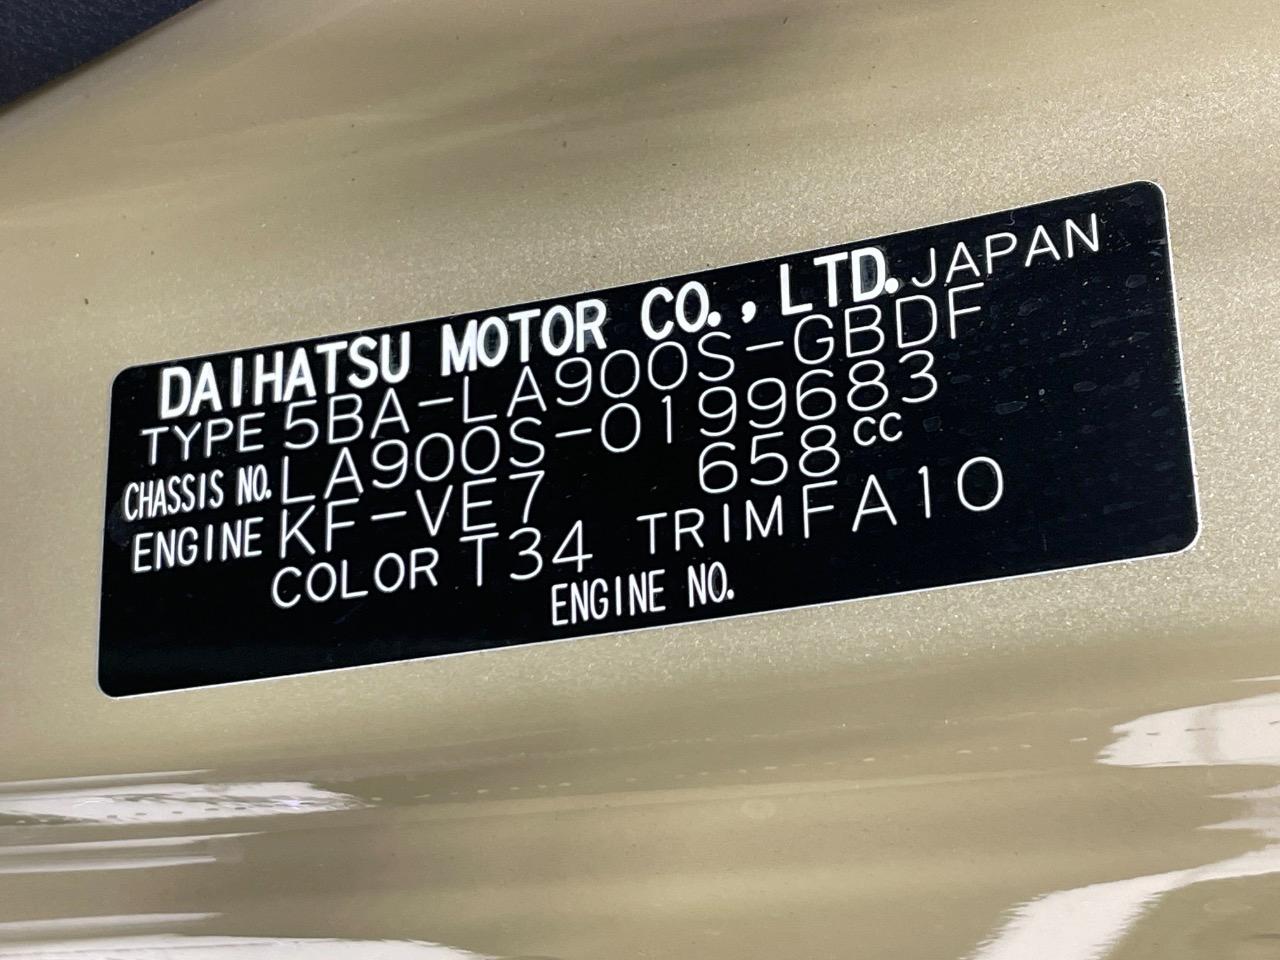 DAIHATSU MOTOR CO.,LTD.JAPAN
TYPE 5BA-LA900S-GBDF
CHASSIS NO. LA900S-0199683
ENGINE KF-VE7 658cc
COLOR T34 TRIM FA10
ENGINE NO.